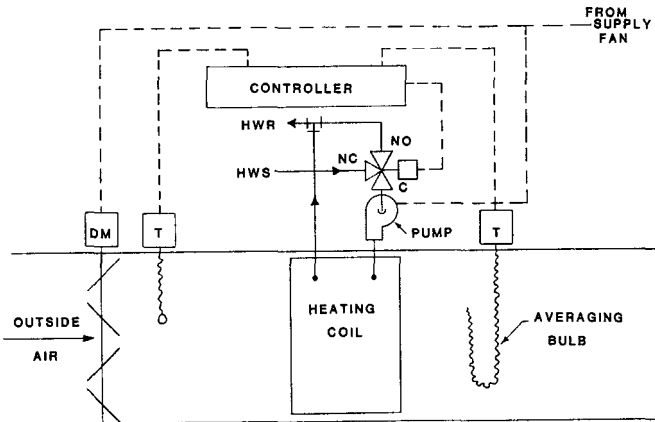 FROM
SUPPLY
FAN
CONTROLLER
HWR
NO
NC
HWS
C
DM
T
PUMP
T
OUTSIDE
AIR
HEATING
COIL
AVERAGING
BULB